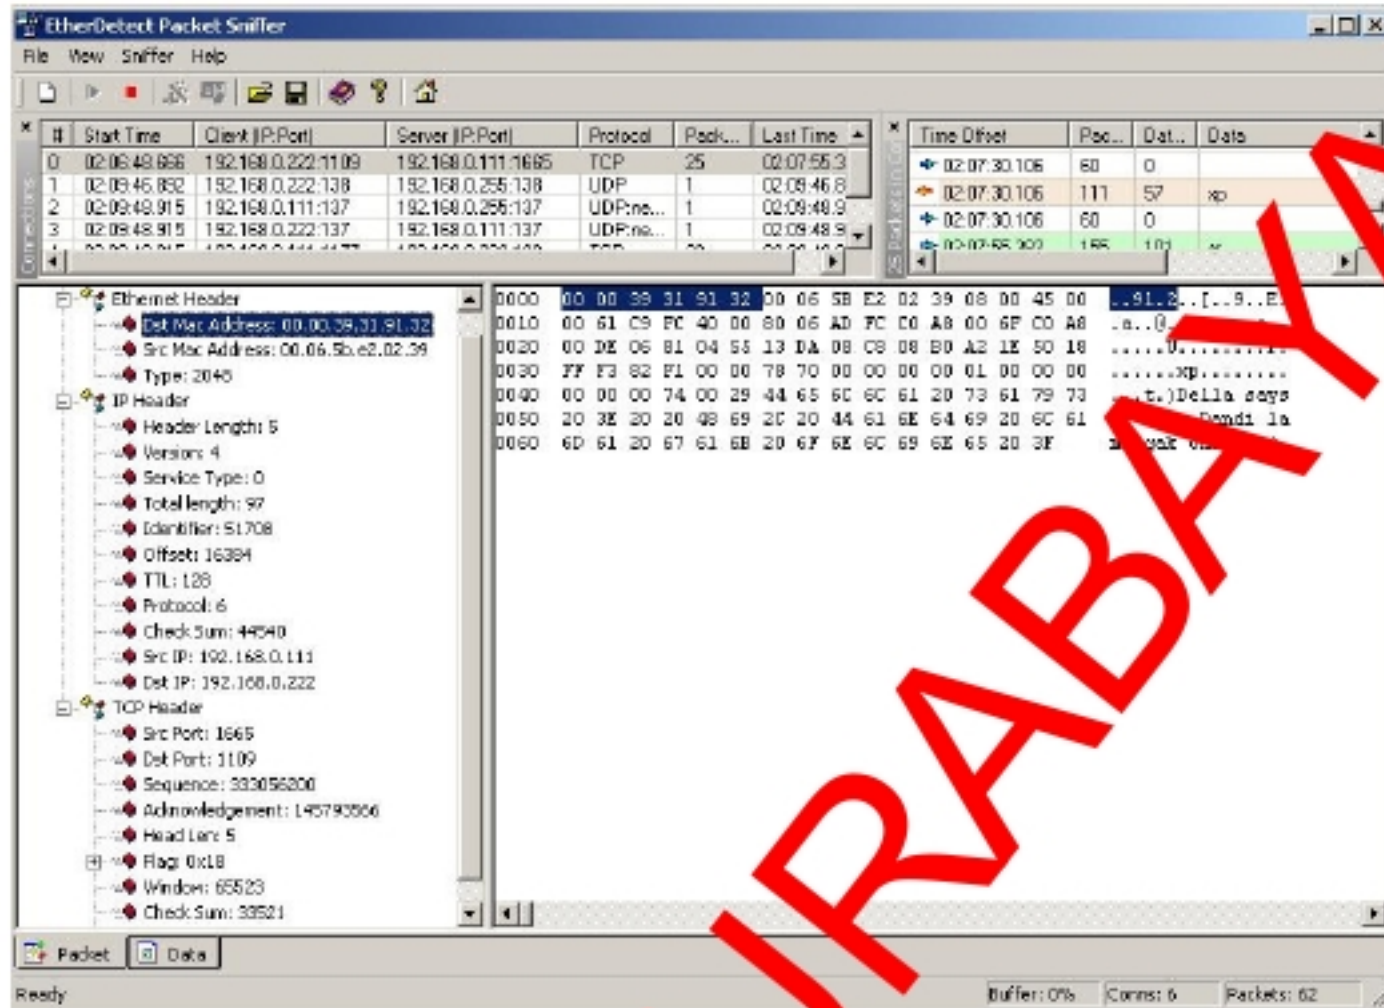 EtherDetect Packet Sniffer
File View Sniffer Help
# Start Time Client (IP:Port) Server (IP:Port) Protocol Pack... Last Time
0 02:06:48.666 192.168.0.222:1109 192.168.0.111:1665 TCP 25 02:07:55.3
1 02:09:46.892 192.168.0.222:138 192.168.0.255:138 UDP 1 02:09:46.8
2 02:09:48.915 192.168.0.111:137 192.168.0.255:137 UDP:ne... 1 02:09:48.9
3 02:09:48.915 192.168.0.222:137 192.168.0.111:137 UDP:ne... 1 02:09:48.9
Connections
Time Offset Pac... Dat... Data
02:07:30.106 60 0
02:07:30.106 111 57 xp
02:07:30.106 60 0
02:07:55.392 155 101
Ethernet Header
Dst Mac Address: 00.00.39.31.91.32
Src Mac Address: 00.06.5b.e2.02.39
Type: 2048
IP Header
Header Length: 5
Version: 4
Service Type: 0
Total length: 97
Identifier: 51708
Offset: 16384
TTL: 128
Protocol: 6
Check Sum: 44540
Src IP: 192.168.0.111
Dst IP: 192.168.0.222
TCP Header
Src Port: 1665
Dst Port: 1109
Sequence: 333056200
Acknowledgement: 145793566
Head Len: 5
Flag: 0x18
Window: 65523
Check Sum: 33521
0000 00 00 39 31 91 32 00 06 5B E2 02 39 08 00 45 00 ..91.2..[..9..E.
0010 00 61 C9 FC 40 00 80 06 AD FC C0 A8 00 6F C0 A8 .a..@.
0020 00 DE 06 81 04 55 13 DA 08 C8 08 B0 A2 1E 50 18 .....U........
0030 FF F3 82 F1 00 00 78 70 00 00 00 00 01 00 00 00 ......xp........
0040 00 00 00 74 00 29 44 65 6C 6C 61 20 73 61 79 73 ...t.)Della says
0050 20 3E 20 20 48 69 2C 20 44 61 6E 64 69 20 6C 61 Dandi la
0060 6D 61 20 67 61 6B 20 6F 6E 6C 69 6E 65 20 3F
IRABAYA
Packet Data
Ready Buffer: 0% Conns: 6 Packets: 62